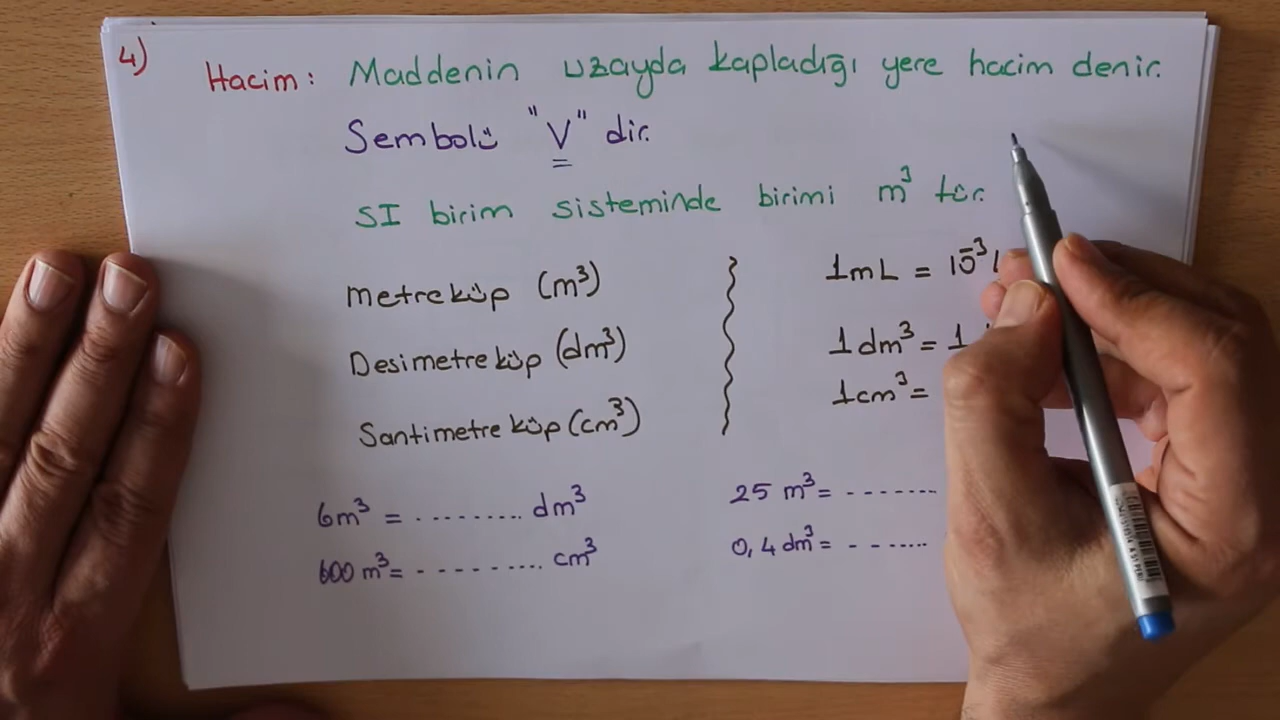 4)
Hacim: Maddenin uzayda kapladığı yere hacim denir.
Sembolü "V" dir.
SI birim sisteminde birimi m³ tür.
Metreküp (m³)
Desimetreküp (dm³)
Santimetreküp (cm³)
1mL = 10⁻³
1dm³ = 1
1cm³=
6m³ = ......... dm³
600 m³= .......... cm³
25 m³= --------
0,4 dm³= --------